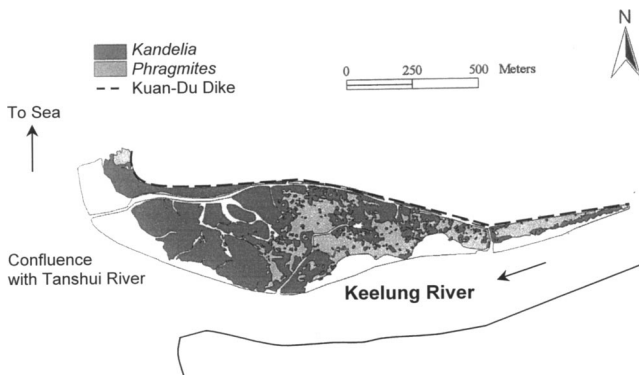 N
Kandelia
Phragmites
Kuan-Du Dike
0 250 500 Meters
To Sea
Confluence
with Tanshui River
Keelung River